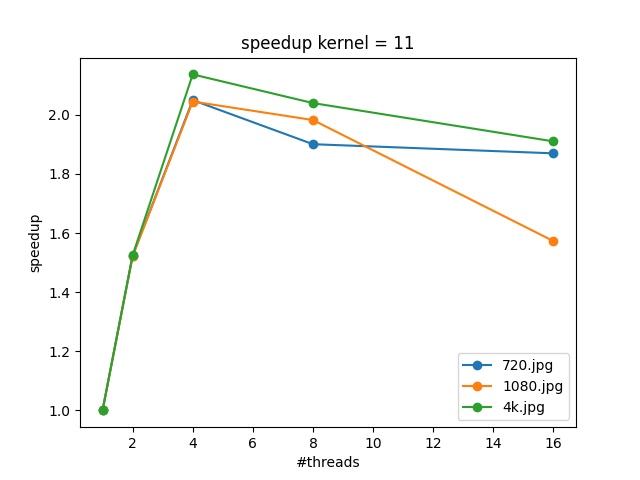 speedup kernel = 11
speedup
2.0
1.8
1.6
1.4
1.2
1.0
720.jpg
1080.jpg
4k.jpg
2 4 6 8 10 12 14 16
#threads